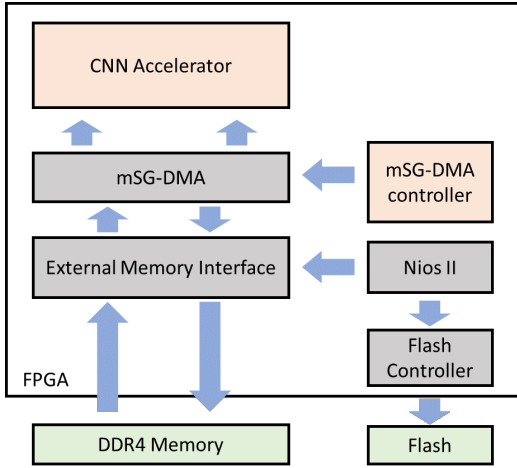 CNN Accelerator
mSG-DMA
mSG-DMA
controller
External Memory Interface
Nios II
Flash
Controller
FPGA
DDR4 Memory
Flash